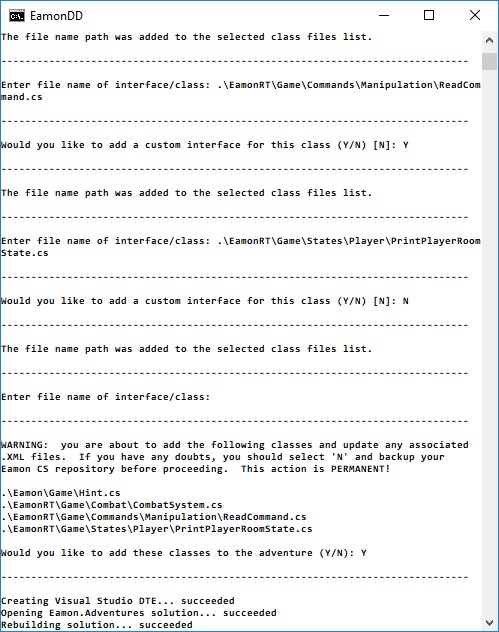 EamonDD
The file name path was added to the selected class files list.
------------------------------------------------------------------------------
Enter file name of interface/class: .\EamonRT\Game\Commands\Manipulation\ReadCom
mand.cs
------------------------------------------------------------------------------
Would you like to add a custom interface for this class (Y/N) [N]: Y
------------------------------------------------------------------------------
The file name path was added to the selected class files list.
------------------------------------------------------------------------------
Enter file name of interface/class: .\EamonRT\Game\States\Player\PrintPlayerRoom
State.cs
------------------------------------------------------------------------------
Would you like to add a custom interface for this class (Y/N) [N]: N
------------------------------------------------------------------------------
The file name path was added to the selected class files list.
------------------------------------------------------------------------------
Enter file name of interface/class:
------------------------------------------------------------------------------
WARNING:  you are about to add the following classes and update any associated
.XML files.  If you have any doubts, you should select 'N' and backup your
Eamon CS repository before proceeding.  This action is PERMANENT!
.\Eamon\Game\Hint.cs
.\EamonRT\Game\Combat\CombatSystem.cs
.\EamonRT\Game\Commands\Manipulation\ReadCommand.cs
.\EamonRT\Game\States\Player\PrintPlayerRoomState.cs
Would you like to add these classes to the adventure (Y/N): Y
------------------------------------------------------------------------------
Creating Visual Studio DTE... succeeded
Opening Eamon.Adventures solution... succeeded
Rebuilding solution... succeeded